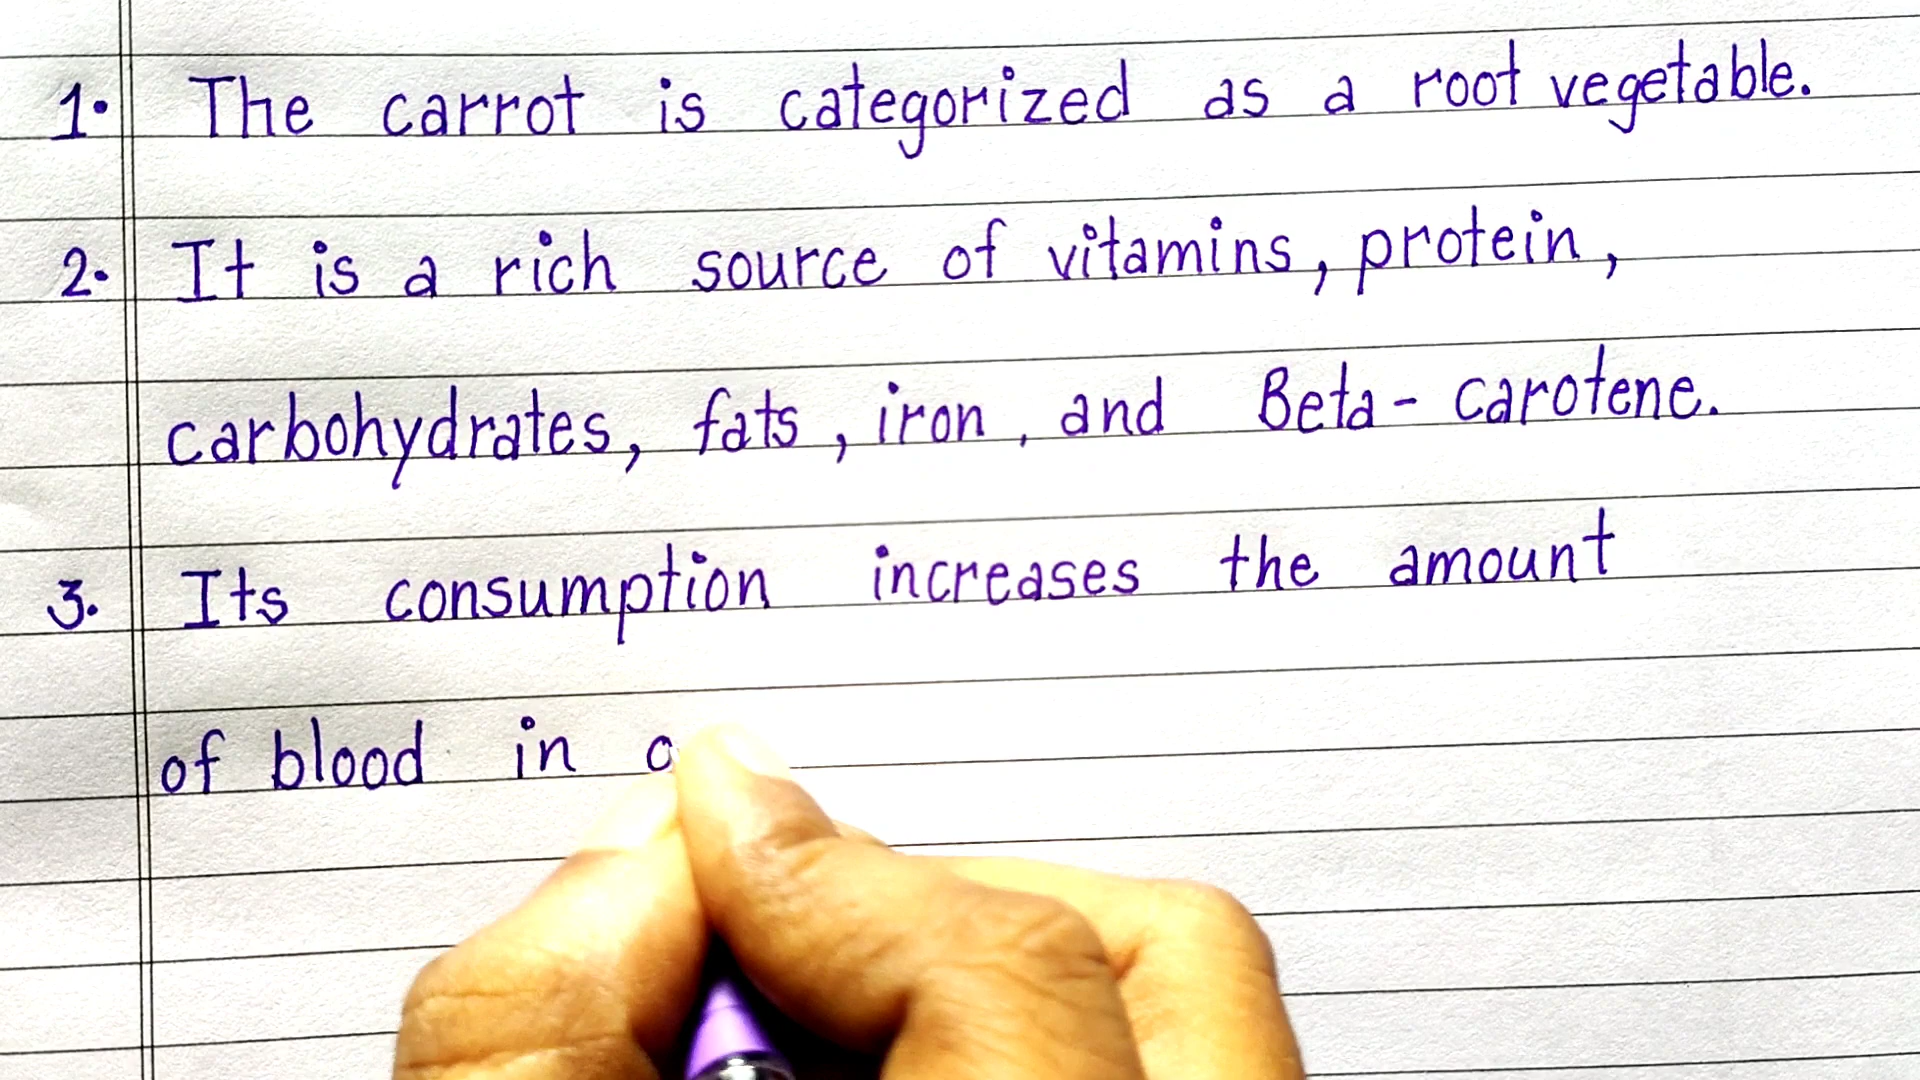 1. The carrot is categorized as a root vegetable.
2. It is a rich source of vitamins, protein,
carbohydrates, fats, iron, and Beta-carotene.
3. Its consumption increases the amount
of blood in